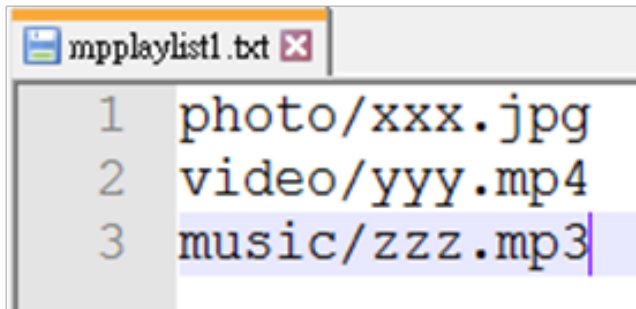 mpplaylist1.txt
1 photo/xxx.jpg
2 video/yyy.mp4
3 music/zzz.mp3